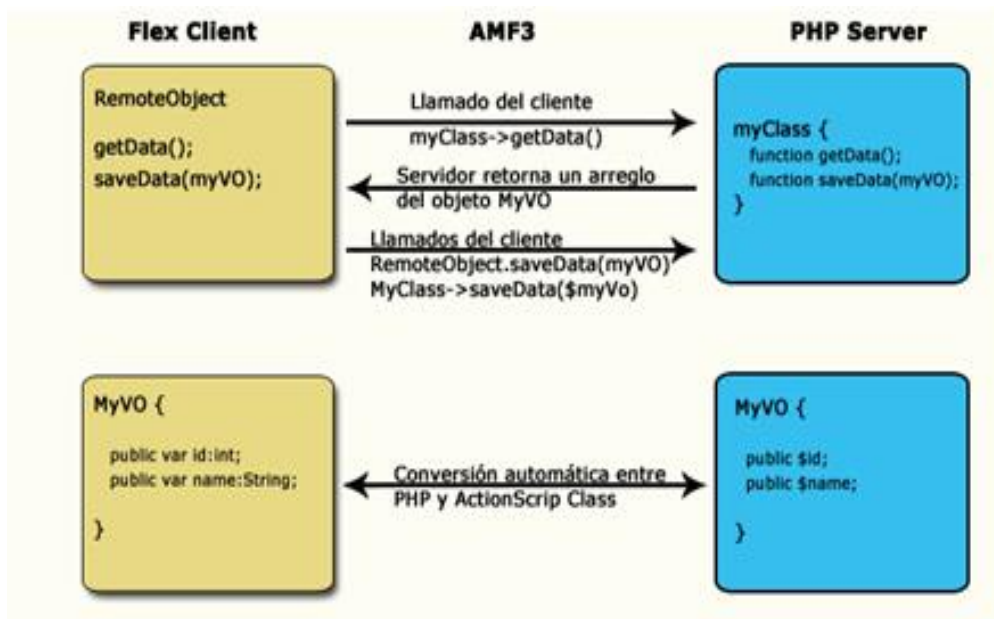 Flex Client
AMF3
PHP Server
RemoteObject
getData();
saveData(myVO);
Llamado del cliente
myClass->getData()
Servidor retorna un arreglo
del objeto MyVO
Llamados del cliente
RemoteObject.saveData(myVO)
MyClass->saveData($myVo)
myClass {
function getData();
function saveData(myVO);
}
MyVO {
public var id:int;
public var name:String;
}
Conversión automática entre
PHP y ActionScrip Class
MyVO {
public $id;
public $name;
}